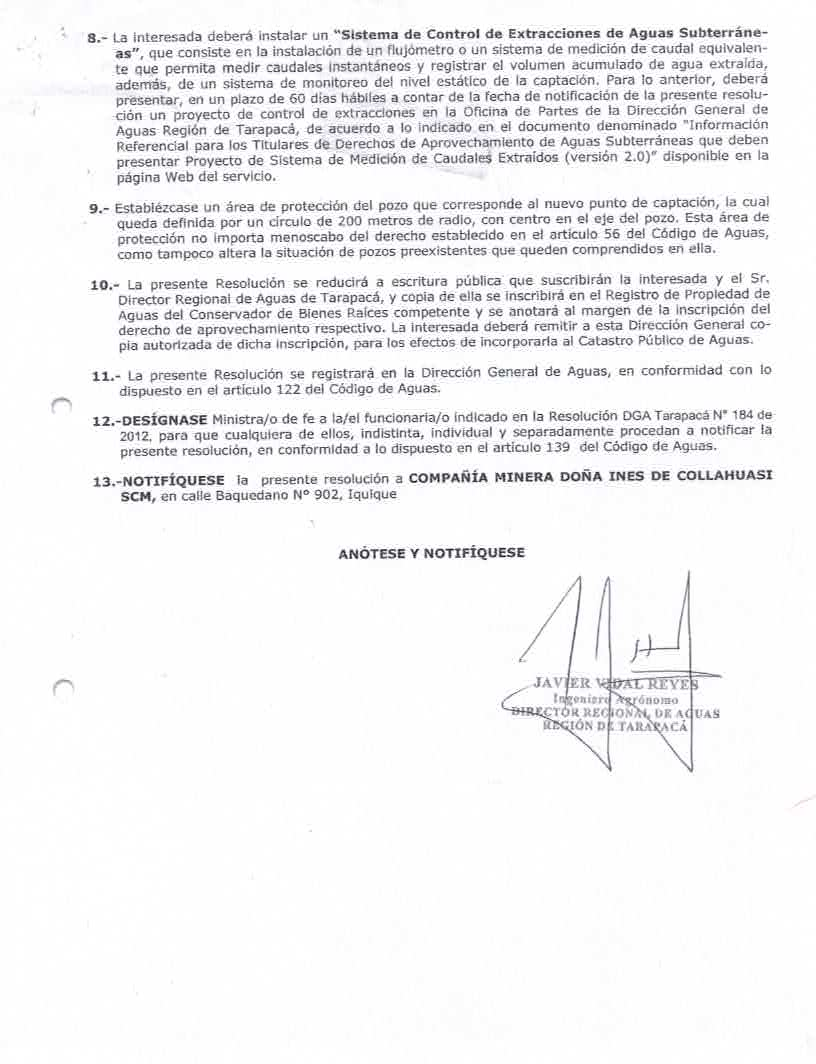 8.- La interesada deberá instalar un "Sistema de Control de Extracciones de Aguas Subterráne-
as", que consiste en la instalación de un flujómetro o un sistema de medición de caudal equivalen-
te que permita medir caudales instantáneos y registrar el volumen acumulado de agua extraída,
además, de un sistema de monitoreo del nivel estático de la captación. Para lo anterior, deberá
presentar, en un plazo de 60 días hábiles a contar de la fecha de notificación de la presente resolu-
ción un proyecto de control de extracciones en la Oficina de Partes de la Dirección General de
Aguas Región de Tarapacá, de acuerdo a lo indicado en el documento denominado "Información
Referencial para los Titulares de Derechos de Aprovechamiento de Aguas Subterráneas que deben
presentar Proyecto de Sistema de Medición de Caudales Extraídos (versión 2.0)" disponible en la
página Web del servicio.
9.- Establézcase un área de protección del pozo que corresponde al nuevo punto de captación, la cual
queda definida por un círculo de 200 metros de radio, con centro en el eje del pozo. Esta área de
protección no importa menoscabo del derecho establecido en el artículo 56 del Código de Aguas,
como tampoco altera la situación de pozos preexistentes que queden comprendidos en ella.
10.- La presente Resolución se reducirá a escritura pública que suscribirán la interesada y el Sr.
Director Regional de Aguas de Tarapacá, y copia de ella se inscribirá en el Registro de Propiedad de
Aguas del Conservador de Bienes Raíces competente y se anotará al margen de la inscripción del
derecho de aprovechamiento respectivo. La interesada deberá remitir a esta Dirección General co-
pia autorizada de dicha inscripción, para los efectos de incorporarla al Catastro Público de Aguas.
11.- La presente Resolución se registrará en la Dirección General de Aguas, en conformidad con lo
dispuesto en el artículo 122 del Código de Aguas.
12.-DESÍGNASE Ministra/o de fe a la/el funcionaria/o indicado en la Resolución DGA Tarapacá N° 184 de
2012, para que cualquiera de ellos, indistinta, individual y separadamente procedan a notificar la
presente resolución, en conformidad a lo dispuesto en el artículo 139 del Código de Aguas.
13.-NOTIFÍQUESE la presente resolución a COMPAÑÍA MINERA DOÑA INES DE COLLAHUASI
SCM, en calle Baquedano Nº 902, Iquique
ANÓTESE Y NOTIFÍQUESE
JAVIER VIDAL REYES
Ingeniero Agrónomo
DIRECTOR REGIONAL DE AGUAS
REGIÓN DE TARAPACÁ